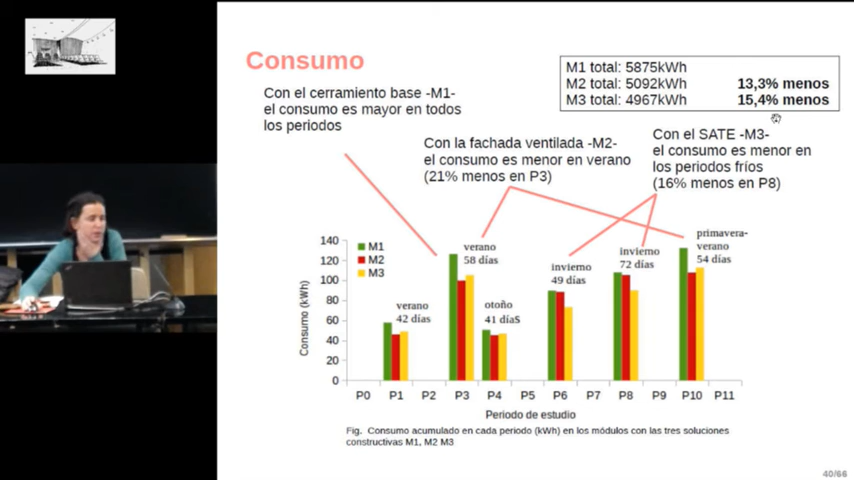 Consumo
Con el cerramiento base -M1-
el consumo es mayor en todos
los periodos
M1 total: 5875kWh
M2 total: 5092kWh 13,3% menos
M3 total: 4967kWh 15,4% menos
Con la fachada ventilada -M2-
el consumo es menor en verano
(21% menos en P3)
Con el SATE -M3-
el consumo es menor en
los periodos fríos
(16% menos en P8)
M1
M2
M3
verano
42 días
verano
58 días
otoño
41 díaS
invierno
49 días
invierno
72 días
primavera-
verano
54 días
Consumo (kWh)
140
120
100
80
60
40
20
0
P0 P1 P2 P3 P4 P5 P6 P7 P8 P9 P10 P11
Periodo de estudio
Fig. Consumo acumulado en cada periodo (kWh) en los módulos con las tres soluciones
constructivas M1, M2 M3
40/66